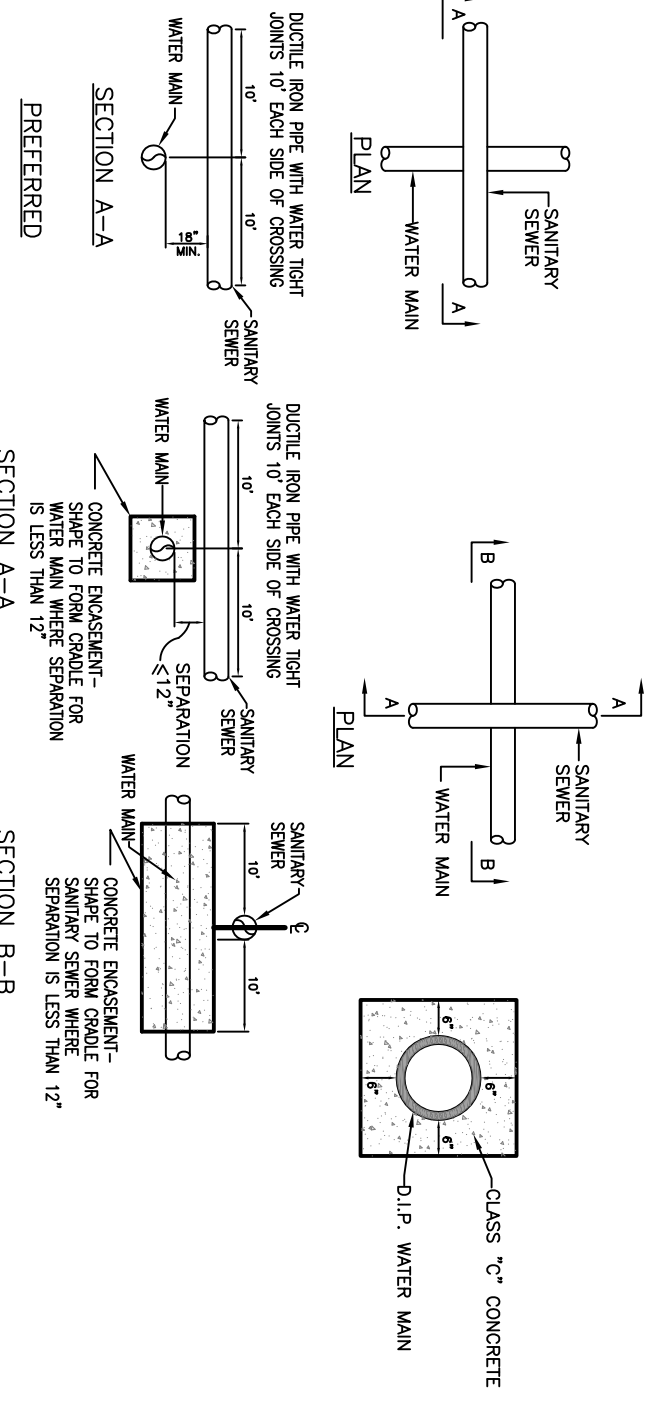 A
A
SANITARY
SEWER
WATER MAIN
PLAN
DUCTILE IRON PIPE WITH WATER TIGHT
JOINTS 10' EACH SIDE OF CROSSING
10'
10'
SANITARY
SEWER
18"
MIN.
WATER MAIN
SECTION A-A
PREFERRED
A
A
SANITARY
SEWER
B
B
WATER MAIN
PLAN
DUCTILE IRON PIPE WITH WATER TIGHT
JOINTS 10' EACH SIDE OF CROSSING
10'
10'
SANITARY
SEWER
SEPARATION
≤12"
WATER MAIN
CONCRETE ENCASEMENT-
SHAPE TO FORM CRADLE FOR
WATER MAIN WHERE SEPARATION
IS LESS THAN 12"
SECTION A-A
SANITARY
SEWER
℄
10'
10'
WATER MAIN
CONCRETE ENCASEMENT-
SHAPE TO FORM CRADLE FOR
SANITARY SEWER WHERE
SEPARATION IS LESS THAN 12"
SECTION B-B
6"
6"
6"
6"
CLASS "C" CONCRETE
D.I.P. WATER MAIN